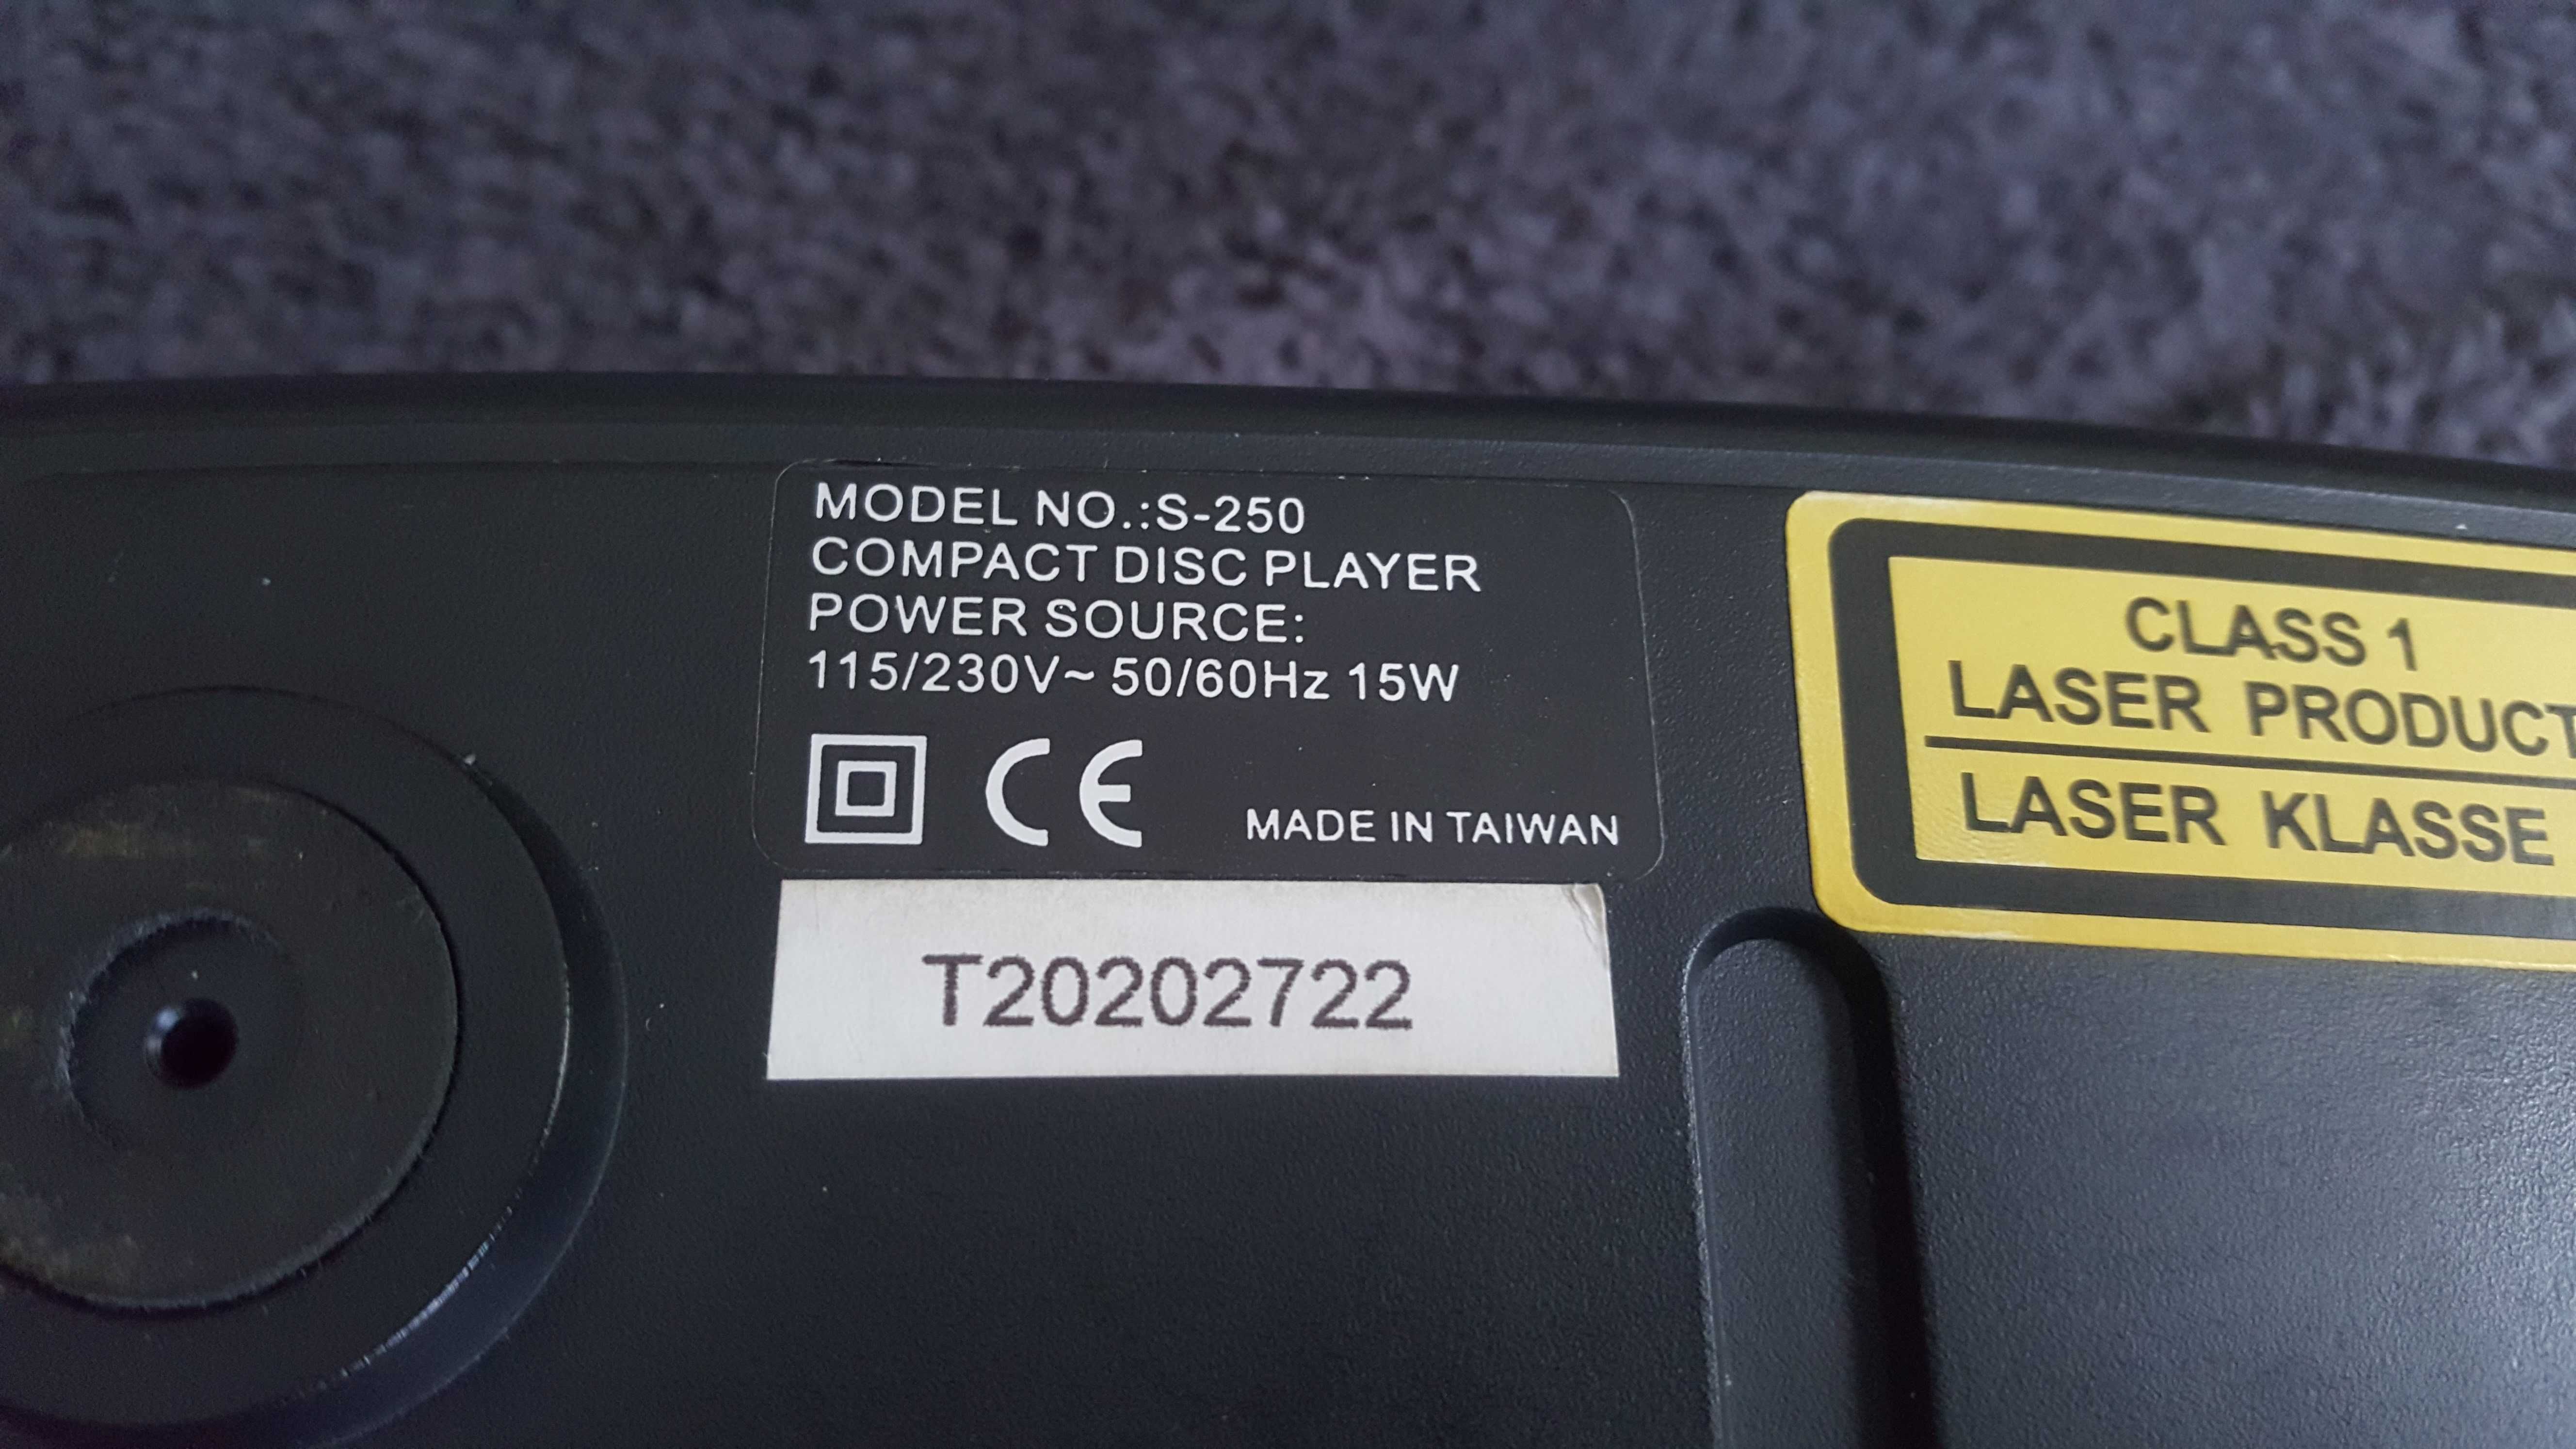 MODEL NO.:S-250
COMPACT DISC PLAYER
POWER SOURCE:
115/230V~ 50/60Hz 15W
CE
MADE IN TAIWAN
T20202722
CLASS 1
LASER PRODUCT
LASER KLASSE